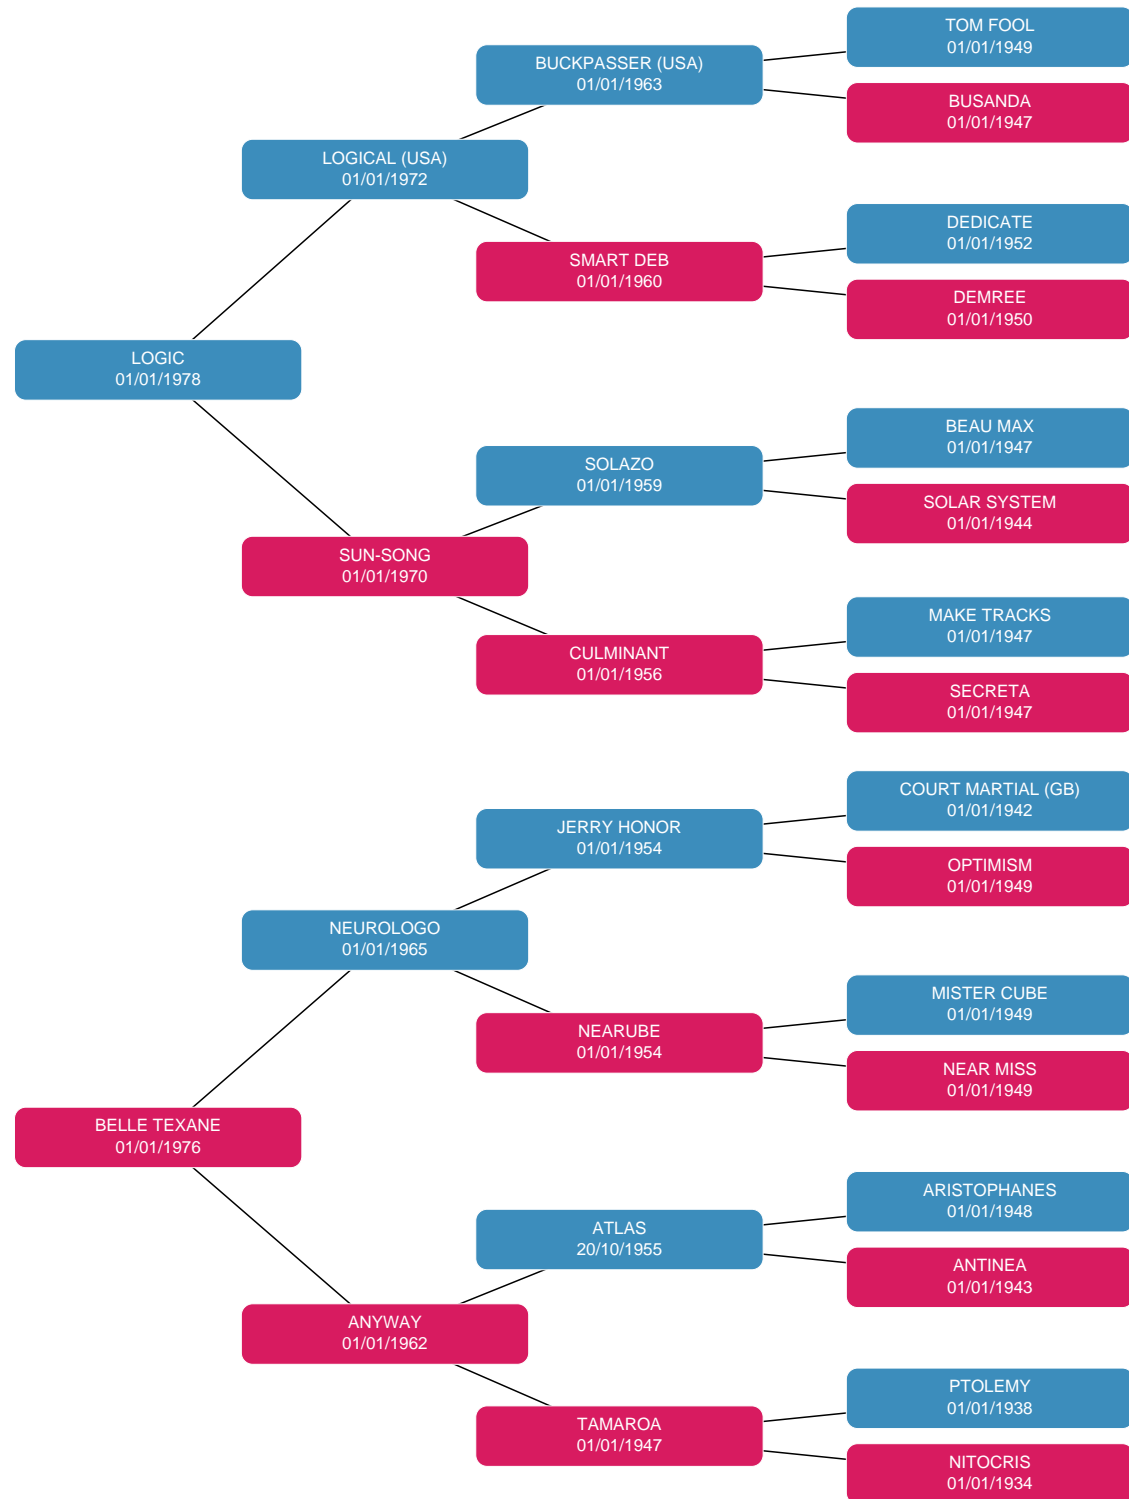 TOM FOOL
01/01/1949
BUCKPASSER (USA)
01/01/1963
BUSANDA
01/01/1947
LOGICAL (USA)
01/01/1972
DEDICATE
01/01/1952
SMART DEB
01/01/1960
DEMREE
01/01/1950
LOGIC
01/01/1978
BEAU MAX
01/01/1947
SOLAZO
01/01/1959
SOLAR SYSTEM
01/01/1944
SUN-SONG
01/01/1970
MAKE TRACKS
01/01/1947
CULMINANT
01/01/1956
SECRETA
01/01/1947
COURT MARTIAL (GB)
01/01/1942
JERRY HONOR
01/01/1954
OPTIMISM
01/01/1949
NEUROLOGO
01/01/1965
MISTER CUBE
01/01/1949
NEARUBE
01/01/1954
NEAR MISS
01/01/1949
BELLE TEXANE
01/01/1976
ARISTOPHANES
01/01/1948
ATLAS
20/10/1955
ANTINEA
01/01/1943
ANYWAY
01/01/1962
PTOLEMY
01/01/1938
TAMAROA
01/01/1947
NITOCRIS
01/01/1934